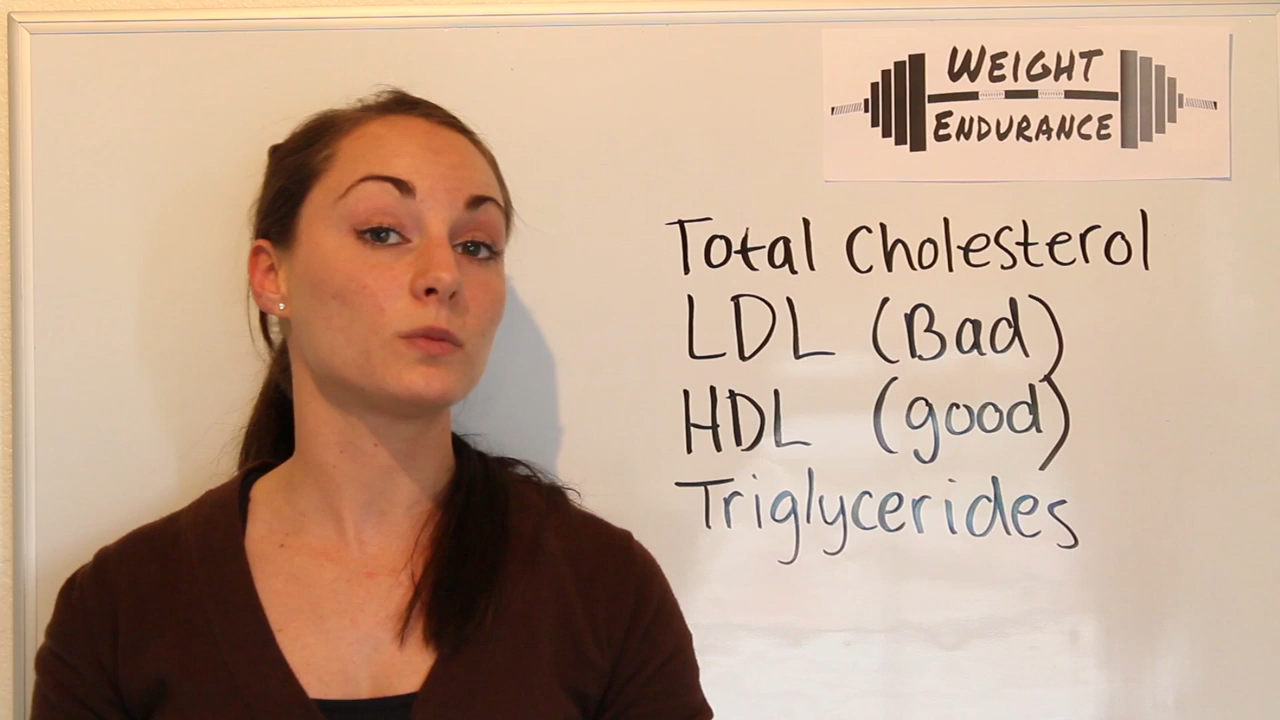 WEIGHT
ENDURANCE
Total Cholesterol
LDL (Bad)
HDL (good)
Triglycerides